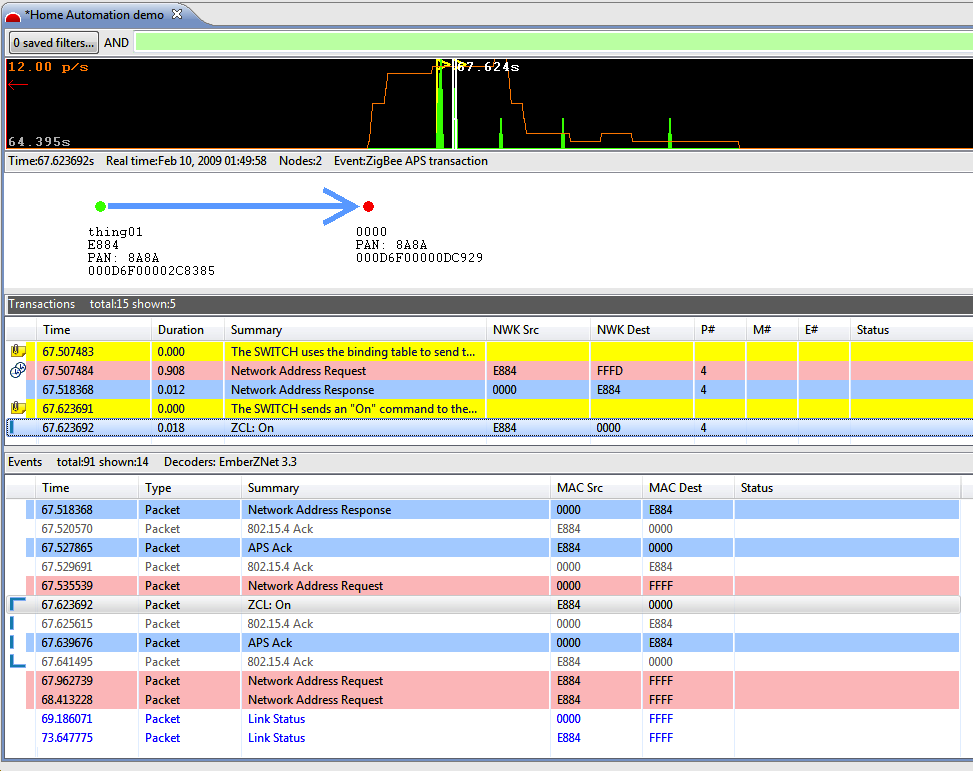 *Home Automation demo
0 saved filters... AND
12.00 p/s
67.624s
64.395s
Time:67.623692s Real time:Feb 10, 2009 01:49:58 Nodes:2 Event:ZigBee APS transaction
thing01
E884
PAN: 8A8A
000D6F00002C8385
0000
PAN: 8A8A
000D6F00000DC929
Transactions total:15 shown:5
Time Duration Summary NWK Src NWK Dest P# M# E# Status
67.507483 0.000 The SWITCH uses the binding table to send t...
67.507484 0.908 Network Address Request E884 FFFD 4
67.518368 0.012 Network Address Response 0000 E884 4
67.623691 0.000 The SWITCH sends an "On" command to the...
67.623692 0.018 ZCL: On E884 0000 4
Events total:91 shown:14 Decoders: EmberZNet 3.3
Time Type Summary MAC Src MAC Dest Status
67.518368 Packet Network Address Response 0000 E884
67.520570 Packet 802.15.4 Ack E884 0000
67.527865 Packet APS Ack E884 0000
67.529691 Packet 802.15.4 Ack 0000 E884
67.535539 Packet Network Address Request 0000 FFFF
67.623692 Packet ZCL: On E884 0000
67.625615 Packet 802.15.4 Ack 0000 E884
67.639676 Packet APS Ack 0000 E884
67.641495 Packet 802.15.4 Ack E884 0000
67.962739 Packet Network Address Request E884 FFFF
68.413228 Packet Network Address Request E884 FFFF
69.186071 Packet Link Status 0000 FFFF
73.647775 Packet Link Status E884 FFFF